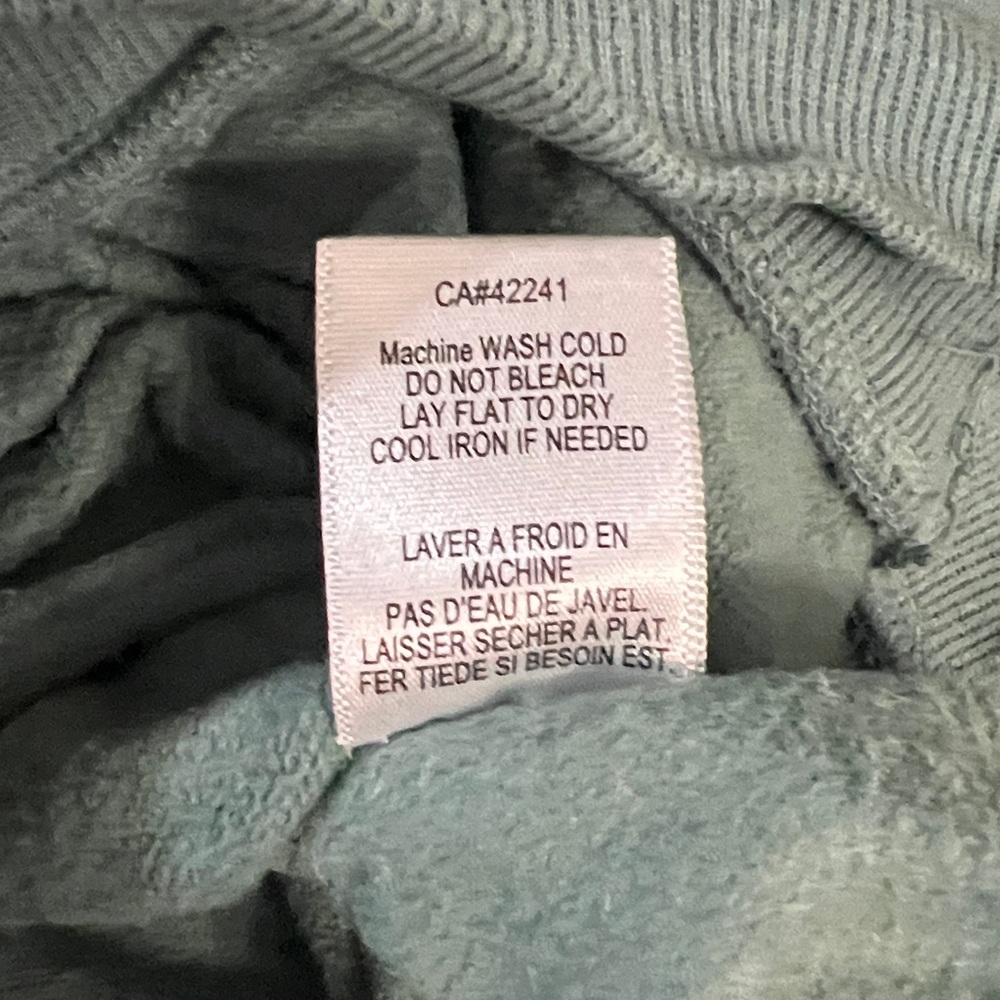 CA#42241
Machine WASH COLD
DO NOT BLEACH
LAY FLAT TO DRY
COOL IRON IF NEEDED
LAVER A FROID EN
MACHINE
PAS D'EAU DE JAVEL.
LAISSER SECHER A PLAT.
FER TIEDE SI BESOIN EST.